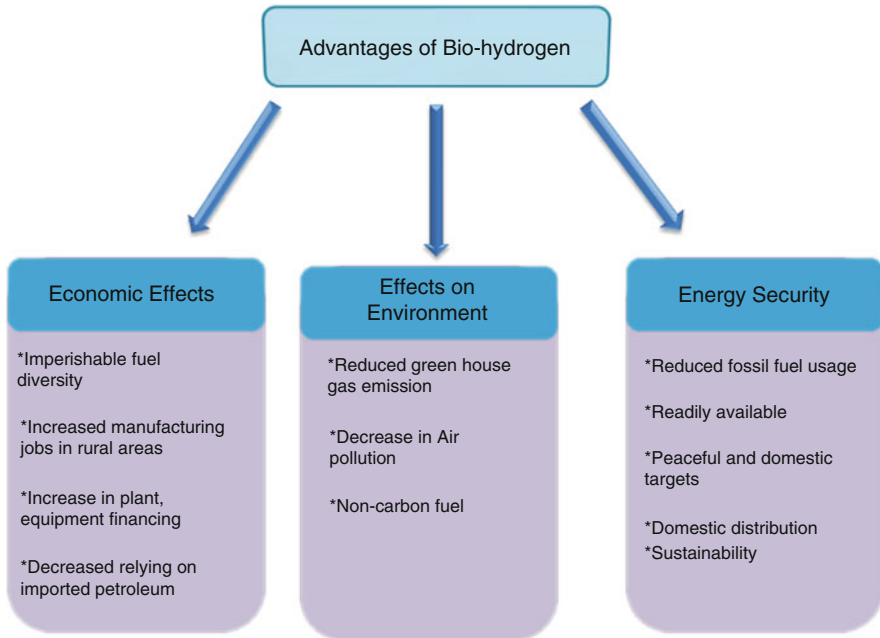 Advantages of Bio-hydrogen
Economic Effects
*Imperishable fuel
diversity
*Increased manufacturing
jobs in rural areas
*Increase in plant,
equipment financing
*Decreased relying on
imported petroleum
Effects on
Environment
*Reduced green house
gas emission
*Decrease in Air
pollution
*Non-carbon fuel
Energy Security
*Reduced fossil fuel usage
*Readily available
*Peaceful and domestic
targets
*Domestic distribution
*Sustainability